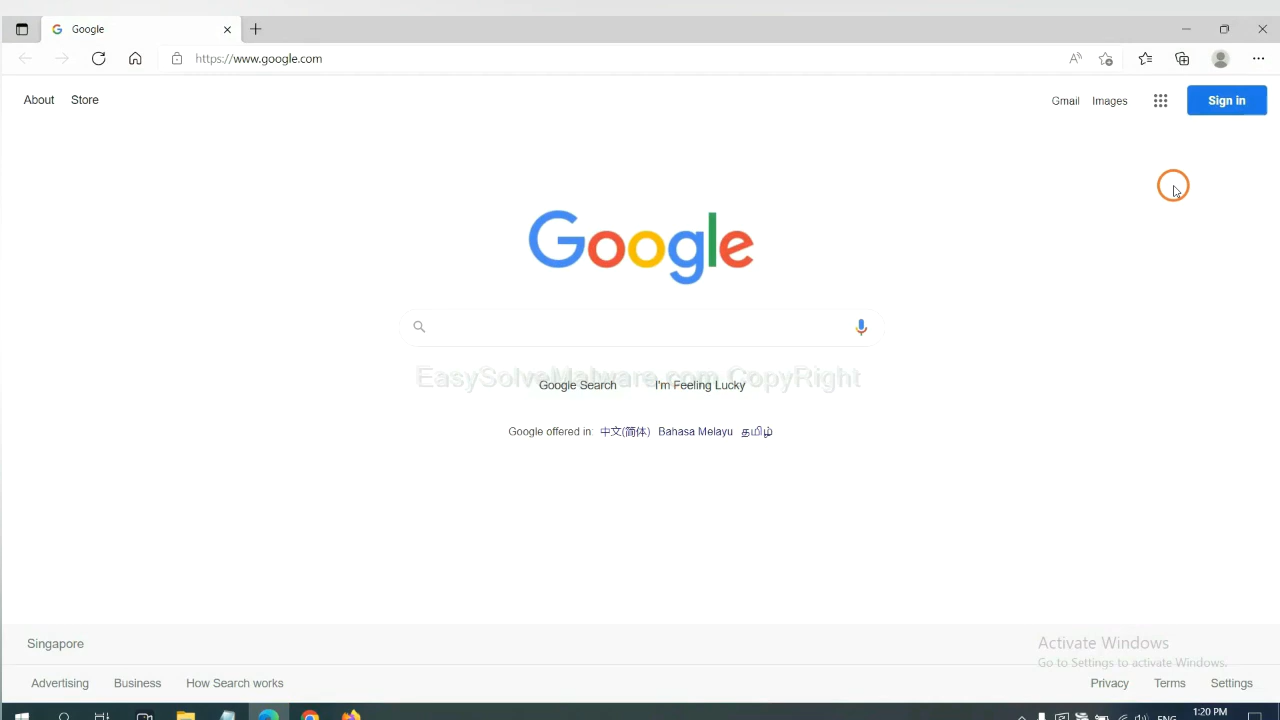 Google
https://www.google.com
About Store
Gmail Images Sign in
Google
EasySolveMalware.com CopyRight
Google Search I'm Feeling Lucky
Google offered in: 中文(简体) Bahasa Melayu தமிழ்
Singapore
Activate Windows
Go to Settings to activate Windows.
Advertising Business How Search works
Privacy Terms Settings
ENG
1:20 PM